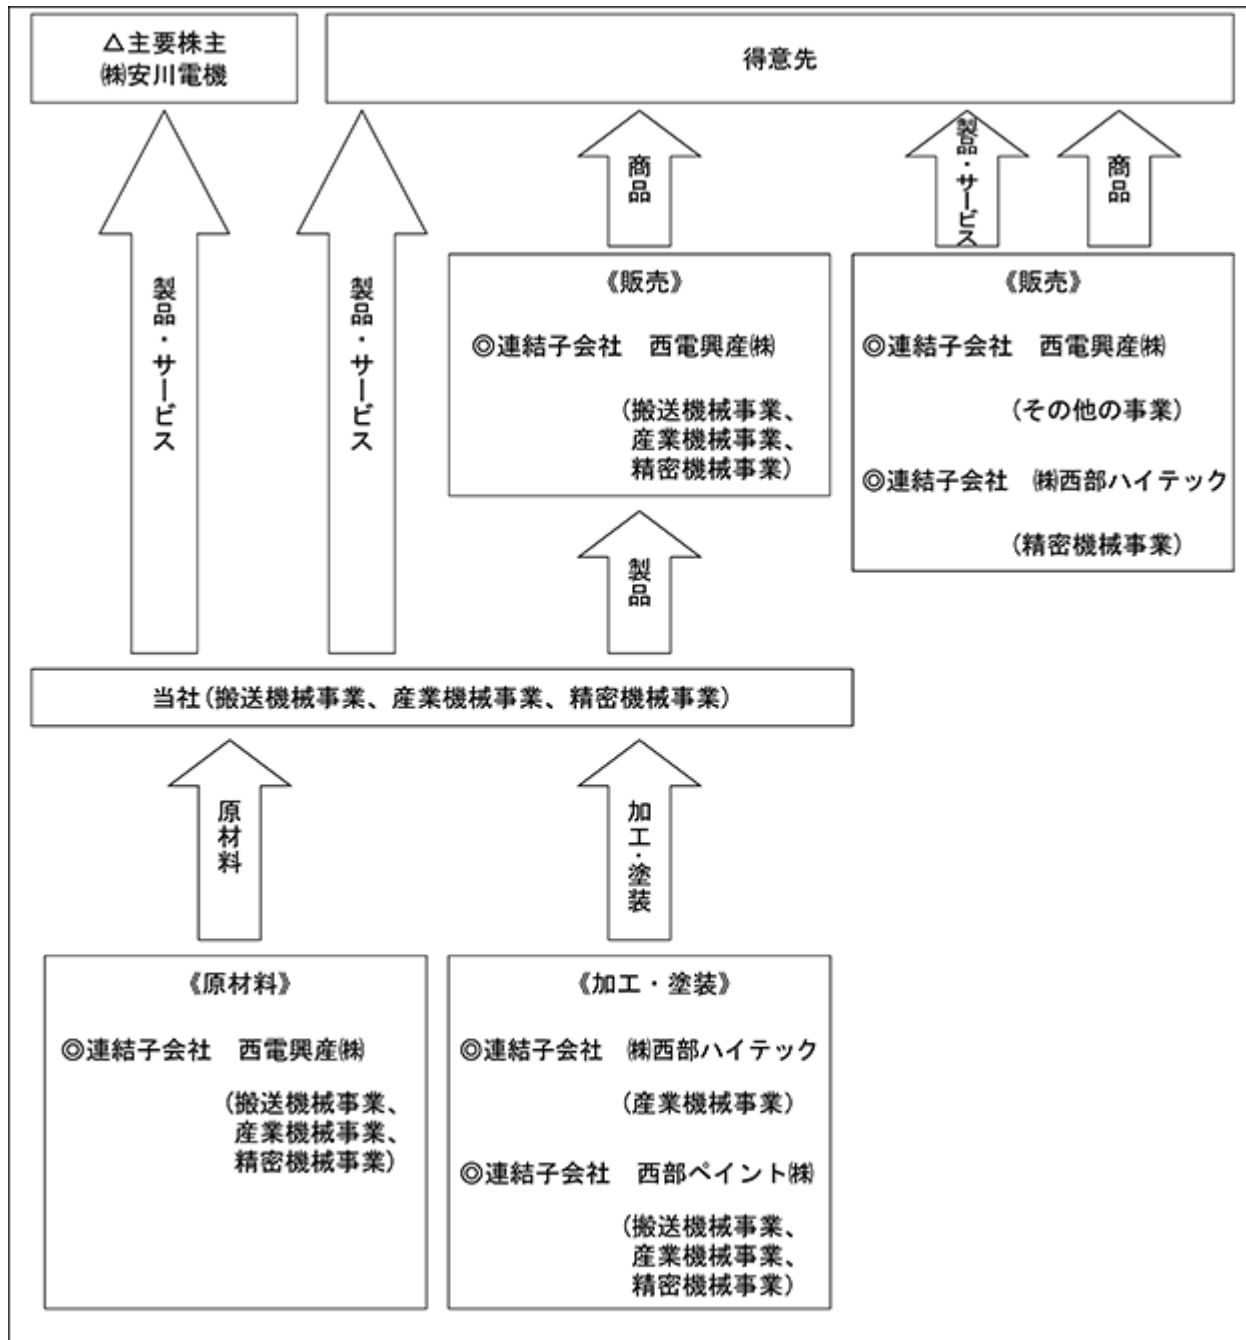 △主要株主
㈱安川電機
得意先
製品・サービス
製品・サービス
商品
製品・サービス
商品
《販売》
◎連結子会社　西電興産㈱
(搬送機械事業、
産業機械事業、
精密機械事業)
《販売》
◎連結子会社　西電興産㈱
(その他の事業)
◎連結子会社　㈱西部ハイテック
(精密機械事業)
製品
当社(搬送機械事業、産業機械事業、精密機械事業)
原材料
加工・塗装
《原材料》
◎連結子会社　西電興産㈱
(搬送機械事業、
産業機械事業、
精密機械事業)
《加工・塗装》
◎連結子会社　㈱西部ハイテック
(産業機械事業)
◎連結子会社　西部ペイント㈱
(搬送機械事業、
産業機械事業、
精密機械事業)